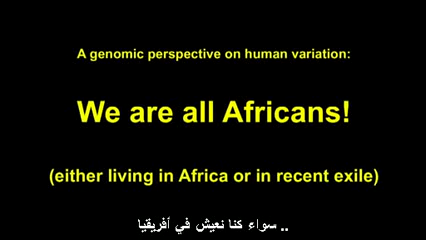 A genomic perspective on human variation:
We are all Africans!
(either living in Africa or in recent exile)
.. سواء كنا نعيش في أفريقيا